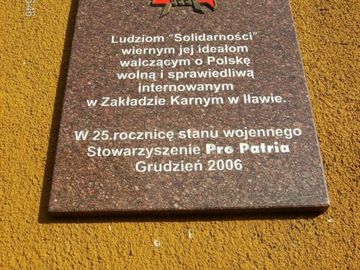 Ludziom "Solidarności"
wiernym jej ideałom
walczącym o Polskę
wolną i sprawiedliwą
internowanym
w Zakładzie Karnym w Iławie.
W 25.rocznicę stanu wojennego
Stowarzyszenie Pro Patria
Grudzień 2006